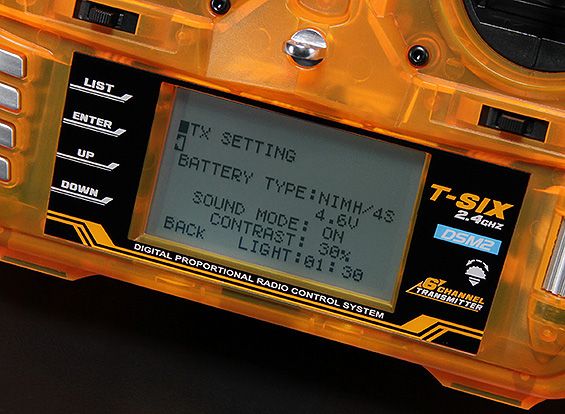 LIST
ENTER
UP
DOWN
TX SETTING
BATTERY TYPE:NIMH/4S
4.6V
SOUND MODE: ON
CONTRAST: 30%
BACK LIGHT:01:30
DIGITAL PROPORTIONAL RADIO CONTROL SYSTEM
T-SIX
2.4GHZ
DSM2
6 CHANNEL
TRANSMITTER